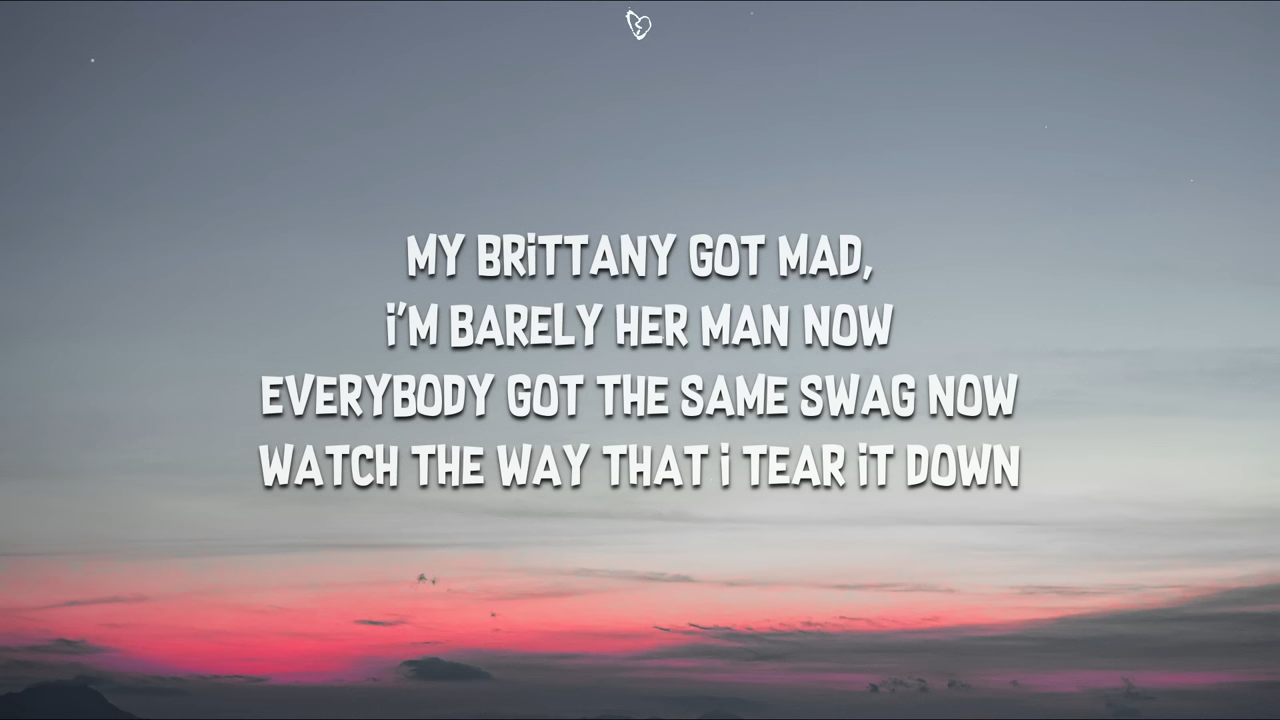 MY BRiTTANY GOT MAD,
i'M BARELY HER MAN NOW
EVERYBODY GOT THE SAME SWAG NOW
WATCH THE WAY THAT i TEAR iT DOWN